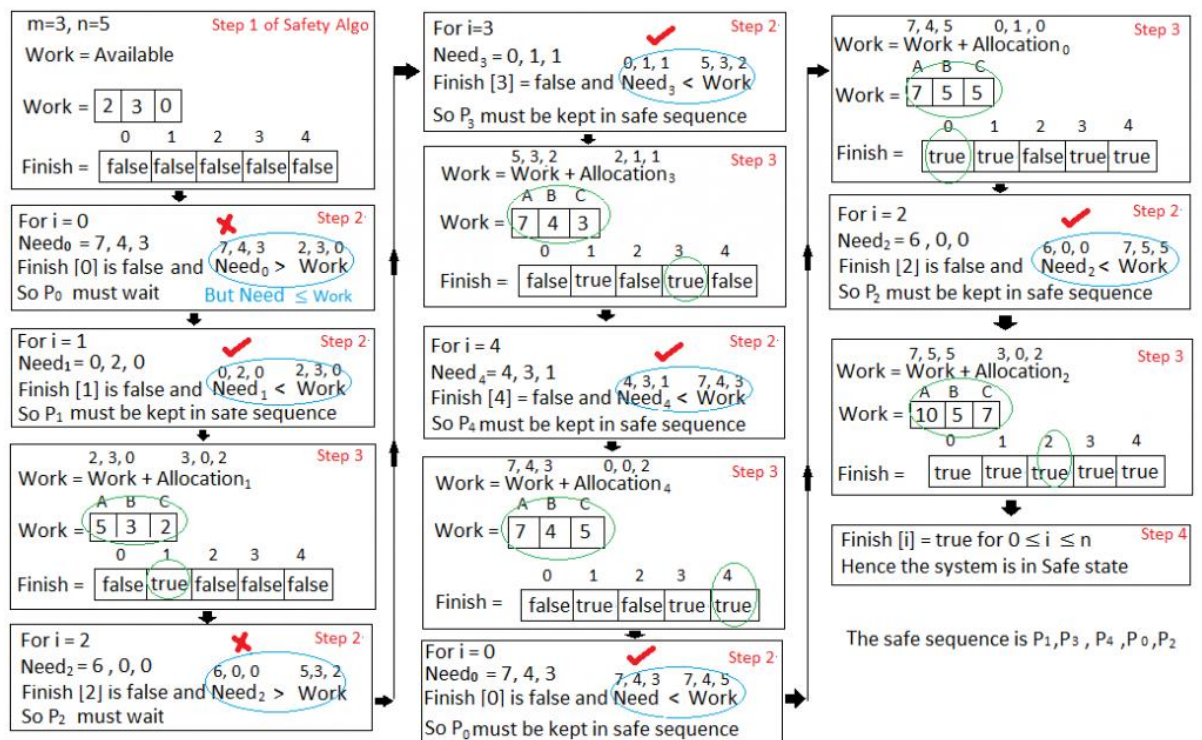 m=3, n=5 Step 1 of Safety Algo
Work = Available
Work = 2 3 0
0 1 2 3 4
Finish = false false false false false
For i = 0 Step 2
Need₀ = 7, 4, 3 7, 4, 3 2, 3, 0
Finish [0] is false and Need₀ > Work
So P₀ must wait But Need ≤ Work
For i = 1 Step 2
Need₁= 0, 2, 0 0, 2, 0 2, 3, 0
Finish [1] is false and Need₁ < Work
So P₁ must be kept in safe sequence
2, 3, 0 3, 0, 2 Step 3
Work = Work + Allocation₁
A B C
Work = 5 3 2
0 1 2 3 4
Finish = false true false false false
For i = 2 Step 2
Need₂= 6 , 0, 0 6, 0, 0 5,3, 2
Finish [2] is false and Need₂ > Work
So P₂ must wait
For i=3 Step 2
Need₃ = 0, 1, 1 0, 1, 1 5, 3, 2
Finish [3] = false and Need₃ < Work
So P₃ must be kept in safe sequence
5, 3, 2 2, 1, 1 Step 3
Work = Work + Allocation₃
A B C
Work = 7 4 3
0 1 2 3 4
Finish = false true false true false
For i = 4 Step 2
Need₄= 4, 3, 1 4, 3, 1 7, 4, 3
Finish [4] = false and Need₄ < Work
So P₄ must be kept in safe sequence
7, 4, 3 0, 0, 2 Step 3
Work = Work + Allocation₄
A B C
Work = 7 4 5
0 1 2 3 4
Finish = false true false true true
For i = 0 Step 2
Need₀ = 7, 4, 3 7, 4, 3 7, 4, 5
Finish [0] is false and Need < Work
So P₀ must be kept in safe sequence
7, 4, 5 0, 1 , 0 Step 3
Work = Work + Allocation₀
A B C
Work = 7 5 5
0 1 2 3 4
Finish = true true false true true
For i = 2 Step 2
Need₂ = 6 , 0, 0 6, 0, 0 7, 5, 5
Finish [2] is false and Need₂ < Work
So P₂ must be kept in safe sequence
7, 5, 5 3, 0, 2 Step 3
Work = Work + Allocation₂
A B C
Work = 10 5 7
0 1 2 3 4
Finish = true true true true true
Finish [i] = true for 0 ≤ i ≤ n Step 4
Hence the system is in Safe state
The safe sequence is P₁,P₃ , P₄ ,P₀ ,P₂